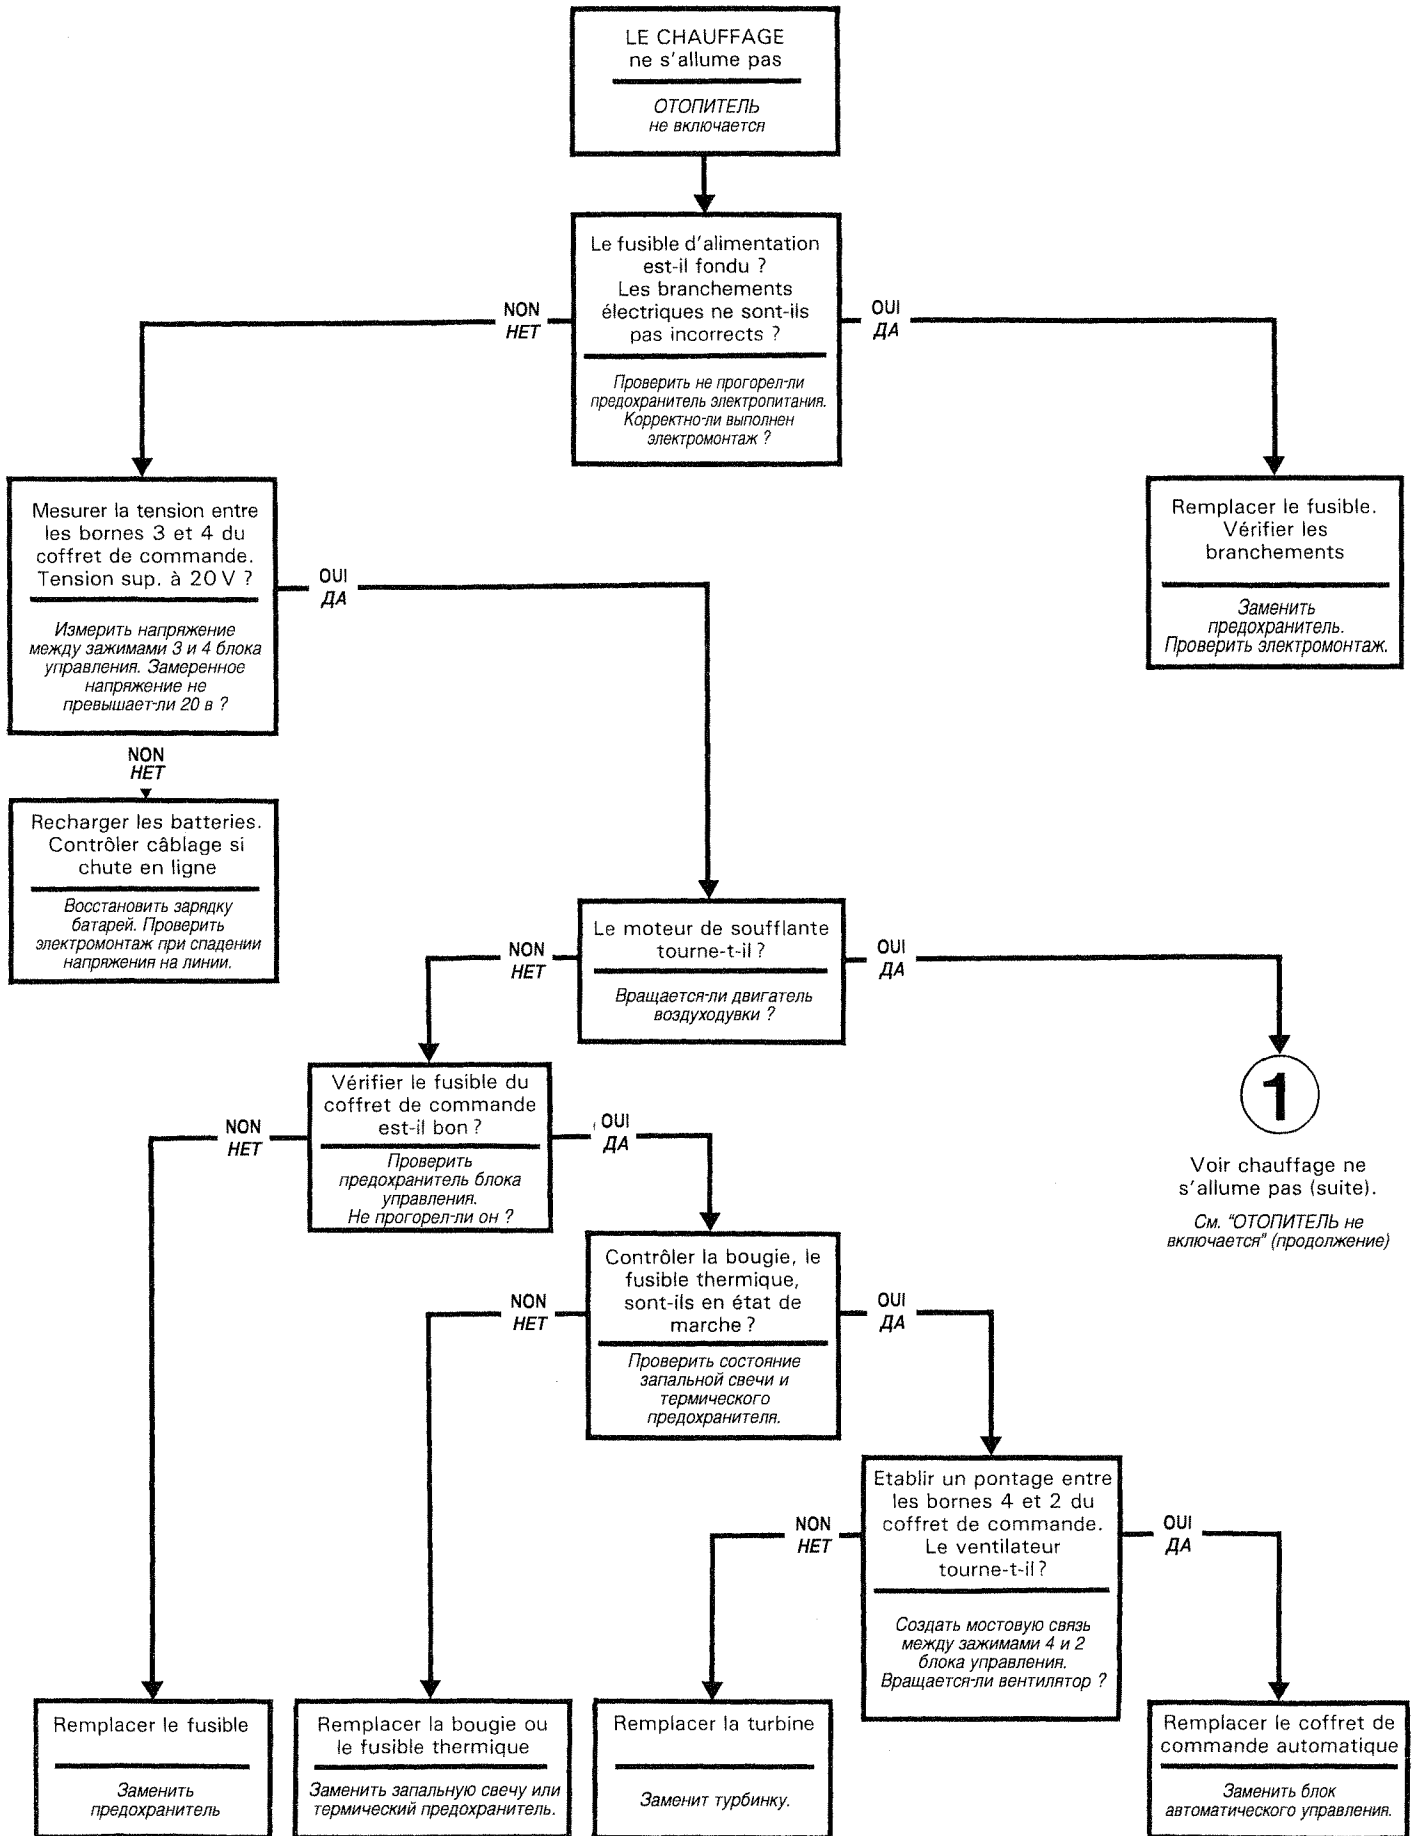 LE CHAUFFAGE
ne s'allume pas
ОТОПИТЕЛЬ
не включается
Le fusible d'alimentation
est-il fondu ?
Les branchements
électriques ne sont-ils
pas incorrects ?
Проверить не прогорел-ли
предохранитель электропитания.
Корректно-ли выполнен
электромонтаж ?
NON
НЕТ
OUI
ДА
Mesurer la tension entre
les bornes 3 et 4 du
coffret de commande.
Tension sup. à 20 V ?
Измерить напряжение
между зажимами 3 и 4 блока
управления. Замеренное
напряжение не
превышает-ли 20 в ?
OUI
ДА
Remplacer le fusible.
Vérifier les
branchements
Заменить
предохранитель.
Проверить электромонтаж.
NON
НЕТ
Recharger les batteries.
Contrôler câblage si
chute en ligne
Восстановить зарядку
батарей. Проверить
электромонтаж при спадении
напряжения на линии.
Le moteur de soufflante
tourne-t-il ?
Вращается-ли двигатель
воздуходувки ?
NON
НЕТ
OUI
ДА
1
Voir chauffage ne
s'allume pas (suite).
См. "ОТОПИТЕЛЬ не
включается" (продолжение)
Vérifier le fusible du
coffret de commande
est-il bon ?
Проверить
предохранитель блока
управления.
Не прогорел-ли он ?
NON
НЕТ
OUI
ДА
Contrôler la bougie, le
fusible thermique,
sont-ils en état de
marche ?
Проверить состояние
запальной свечи и
термического
предохранителя.
NON
НЕТ
OUI
ДА
Etablir un pontage entre
les bornes 4 et 2 du
coffret de commande.
Le ventilateur
tourne-t-il ?
Создать мостовую связь
между зажимами 4 и 2
блока управления.
Вращается-ли вентилятор ?
NON
НЕТ
OUI
ДА
Remplacer le fusible
Заменить
предохранитель
Remplacer la bougie ou
le fusible thermique
Заменить запальную свечу или
термический предохранитель.
Remplacer la turbine
Заменит турбинку.
Remplacer le coffret de
commande automatique
Заменить блок
автоматического управления.